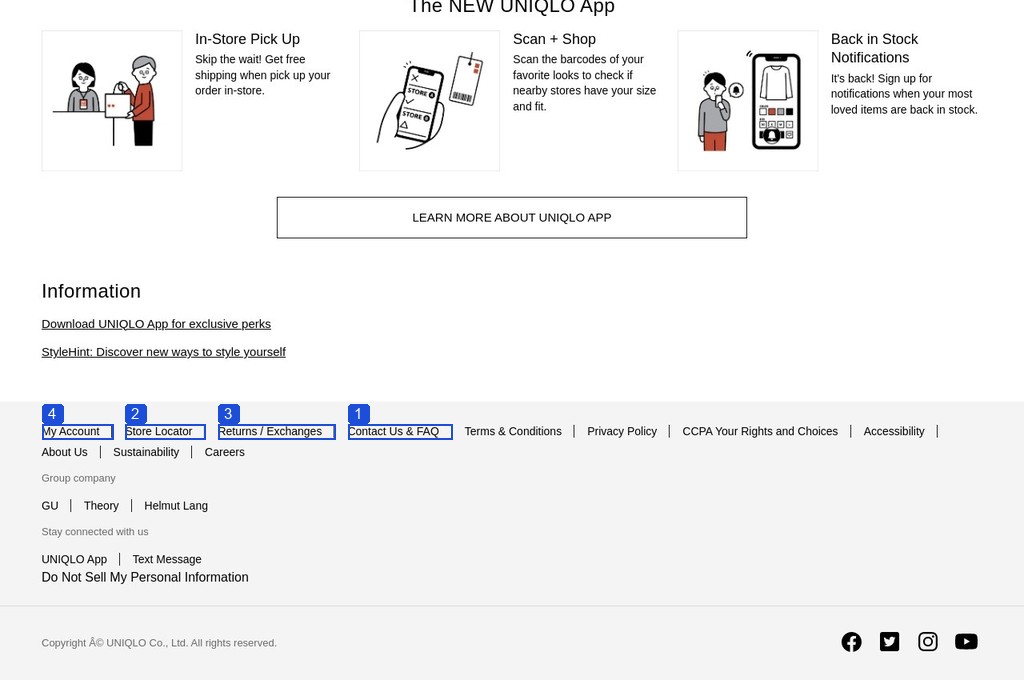 The NEW UNIQLO App
In-Store Pick Up
Skip the wait! Get free
shipping when pick up your
order in-store.
STORE
STORE
Scan + Shop
Scan the barcodes of your
favorite looks to check if
nearby stores have your size
and fit.
Back in Stock
Notifications
It's back! Sign up for
notifications when your most
loved items are back in stock.
LEARN MORE ABOUT UNIQLO APP
Information
Download UNIQLO App for exclusive perks
StyleHint: Discover new ways to style yourself
4 2 3 1
My Account Store Locator Returns / Exchanges Contact Us & FAQ Terms & Conditions Privacy Policy CCPA Your Rights and Choices Accessibility
About Us Sustainability Careers
Group company
GU Theory Helmut Lang
Stay connected with us
UNIQLO App Text Message
Do Not Sell My Personal Information
Copyright Â© UNIQLO Co., Ltd. All rights reserved.